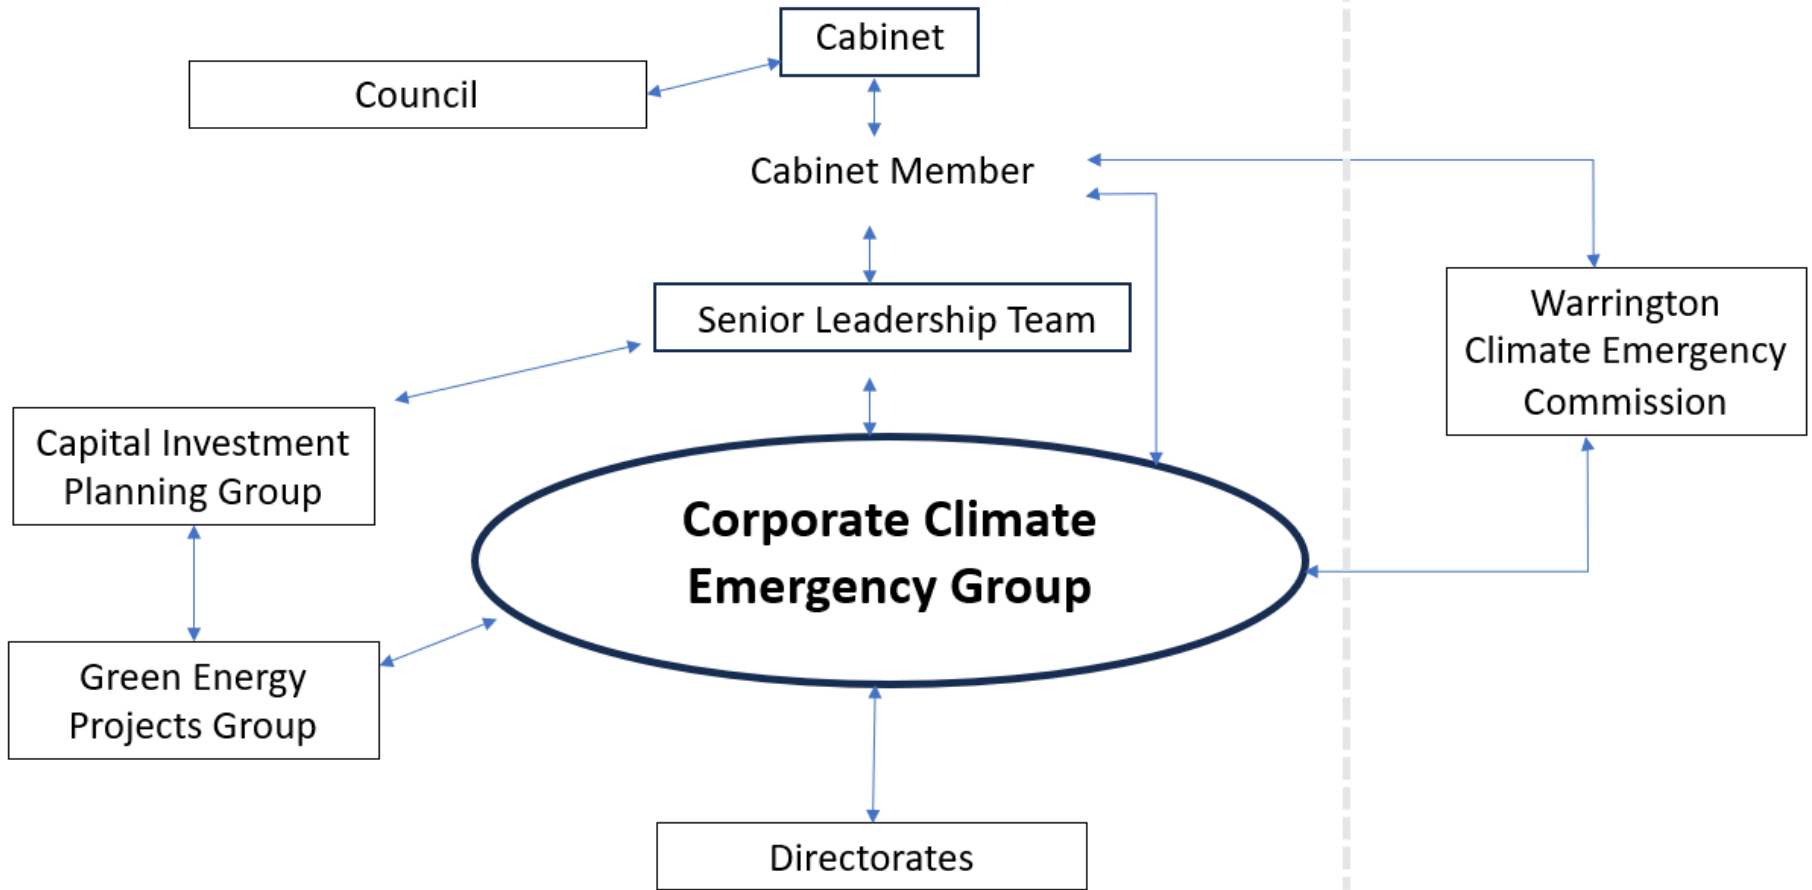 Cabinet
Council
Cabinet Member
Senior Leadership Team
Warrington
Climate Emergency
Commission
Capital Investment
Planning Group
Corporate Climate
Emergency Group
Green Energy
Projects Group
Directorates